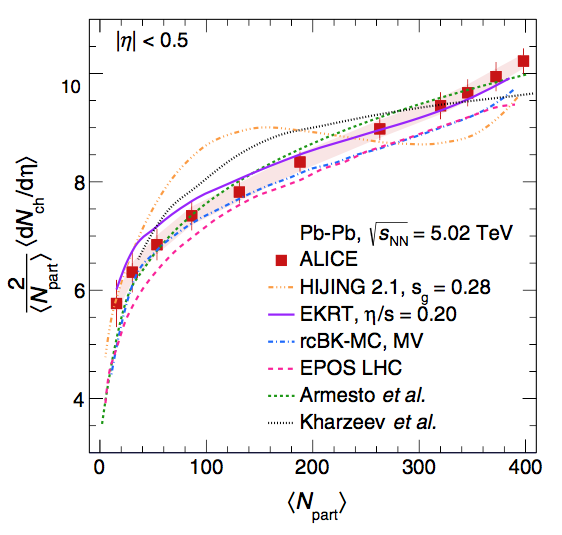 |η| < 0.5
10
8
6
4
2/⟨N_part⟩ ⟨dN_ch/dη⟩
Pb-Pb, √s_NN = 5.02 TeV
ALICE
HIJING 2.1, s_g = 0.28
EKRT, η/s = 0.20
rcBK-MC, MV
EPOS LHC
Armesto et al.
Kharzeev et al.
0 100 200 300 400
⟨N_part⟩